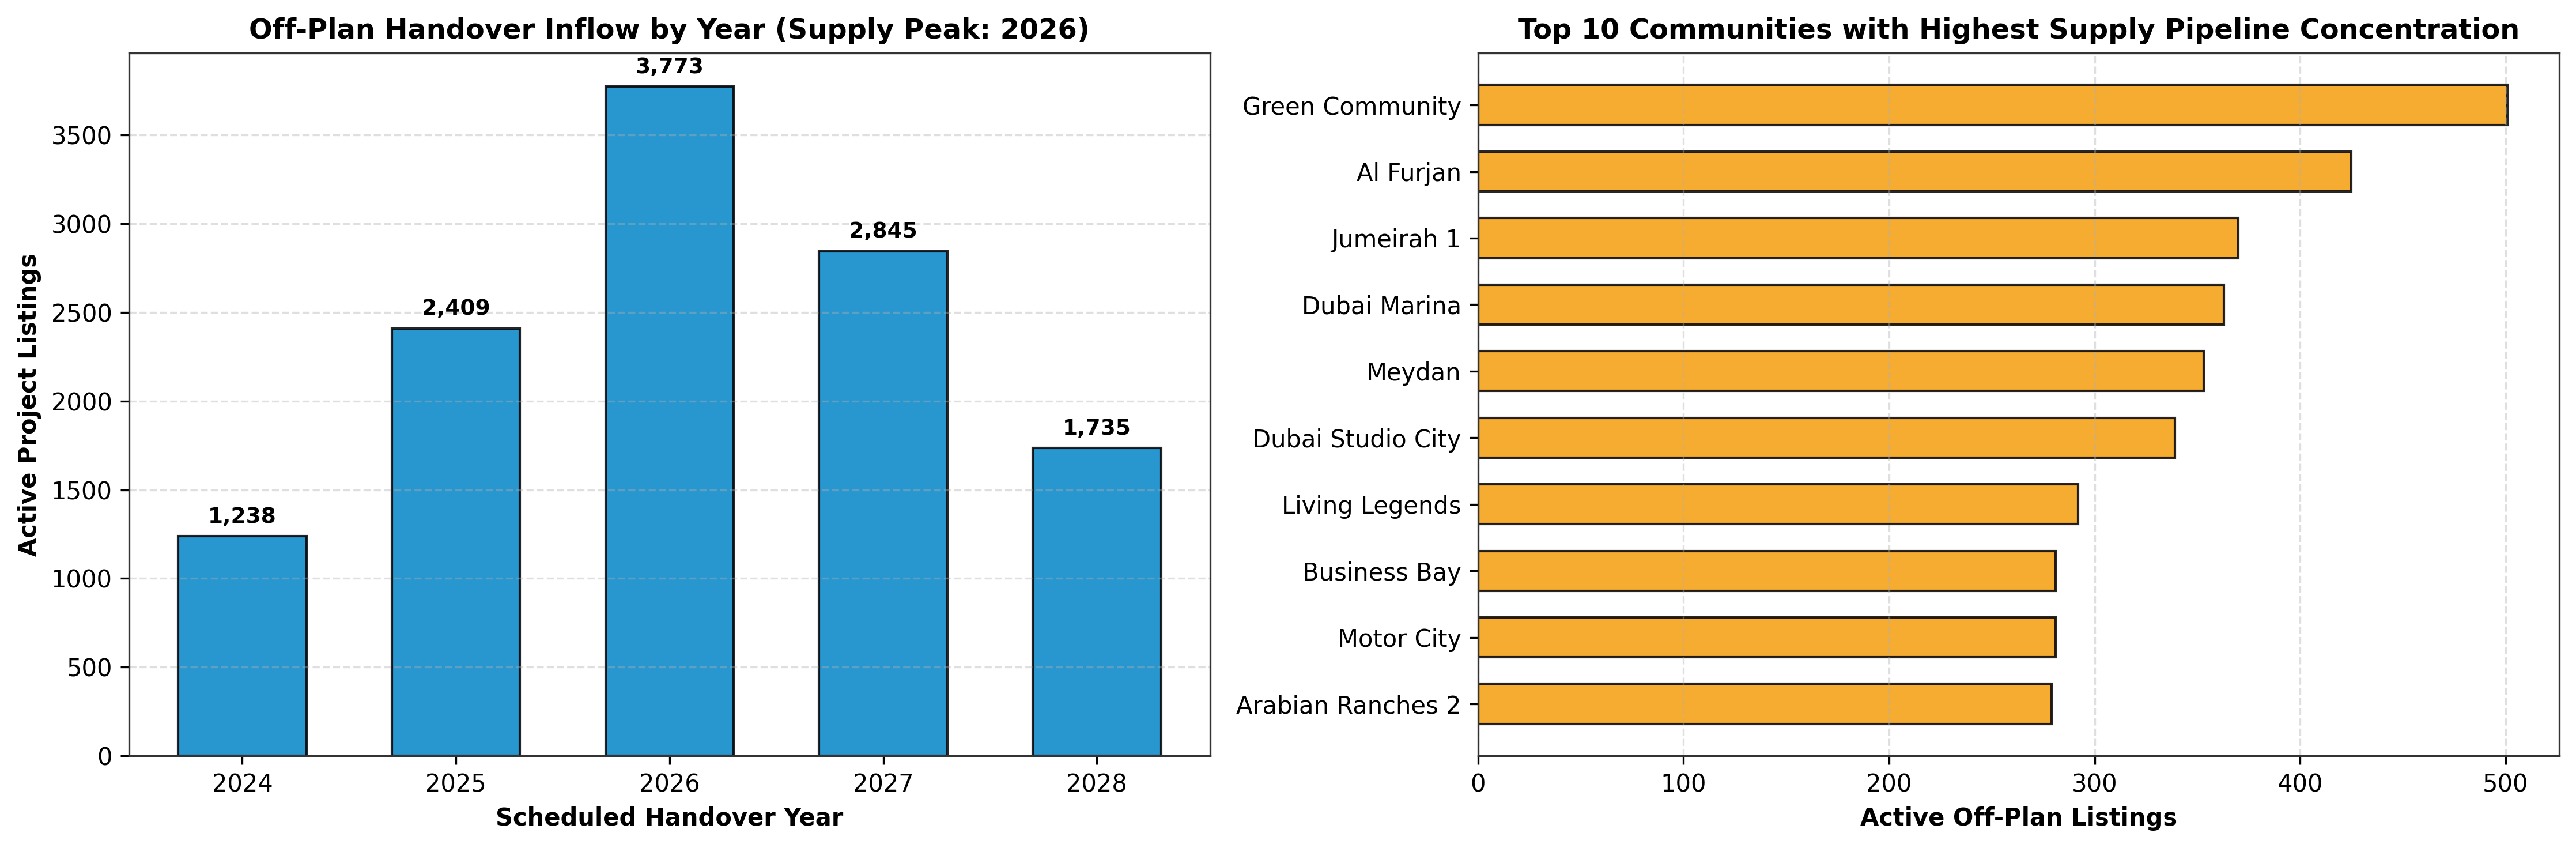 Off-Plan Handover Inflow by Year (Supply Peak: 2026)
Active Project Listings
3500
3000
2500
2000
1500
1000
500
0
1,238
2,409
3,773
2,845
1,735
2024 2025 2026 2027 2028
Scheduled Handover Year
Top 10 Communities with Highest Supply Pipeline Concentration
Green Community
Al Furjan
Jumeirah 1
Dubai Marina
Meydan
Dubai Studio City
Living Legends
Business Bay
Motor City
Arabian Ranches 2
0 100 200 300 400 500
Active Off-Plan Listings